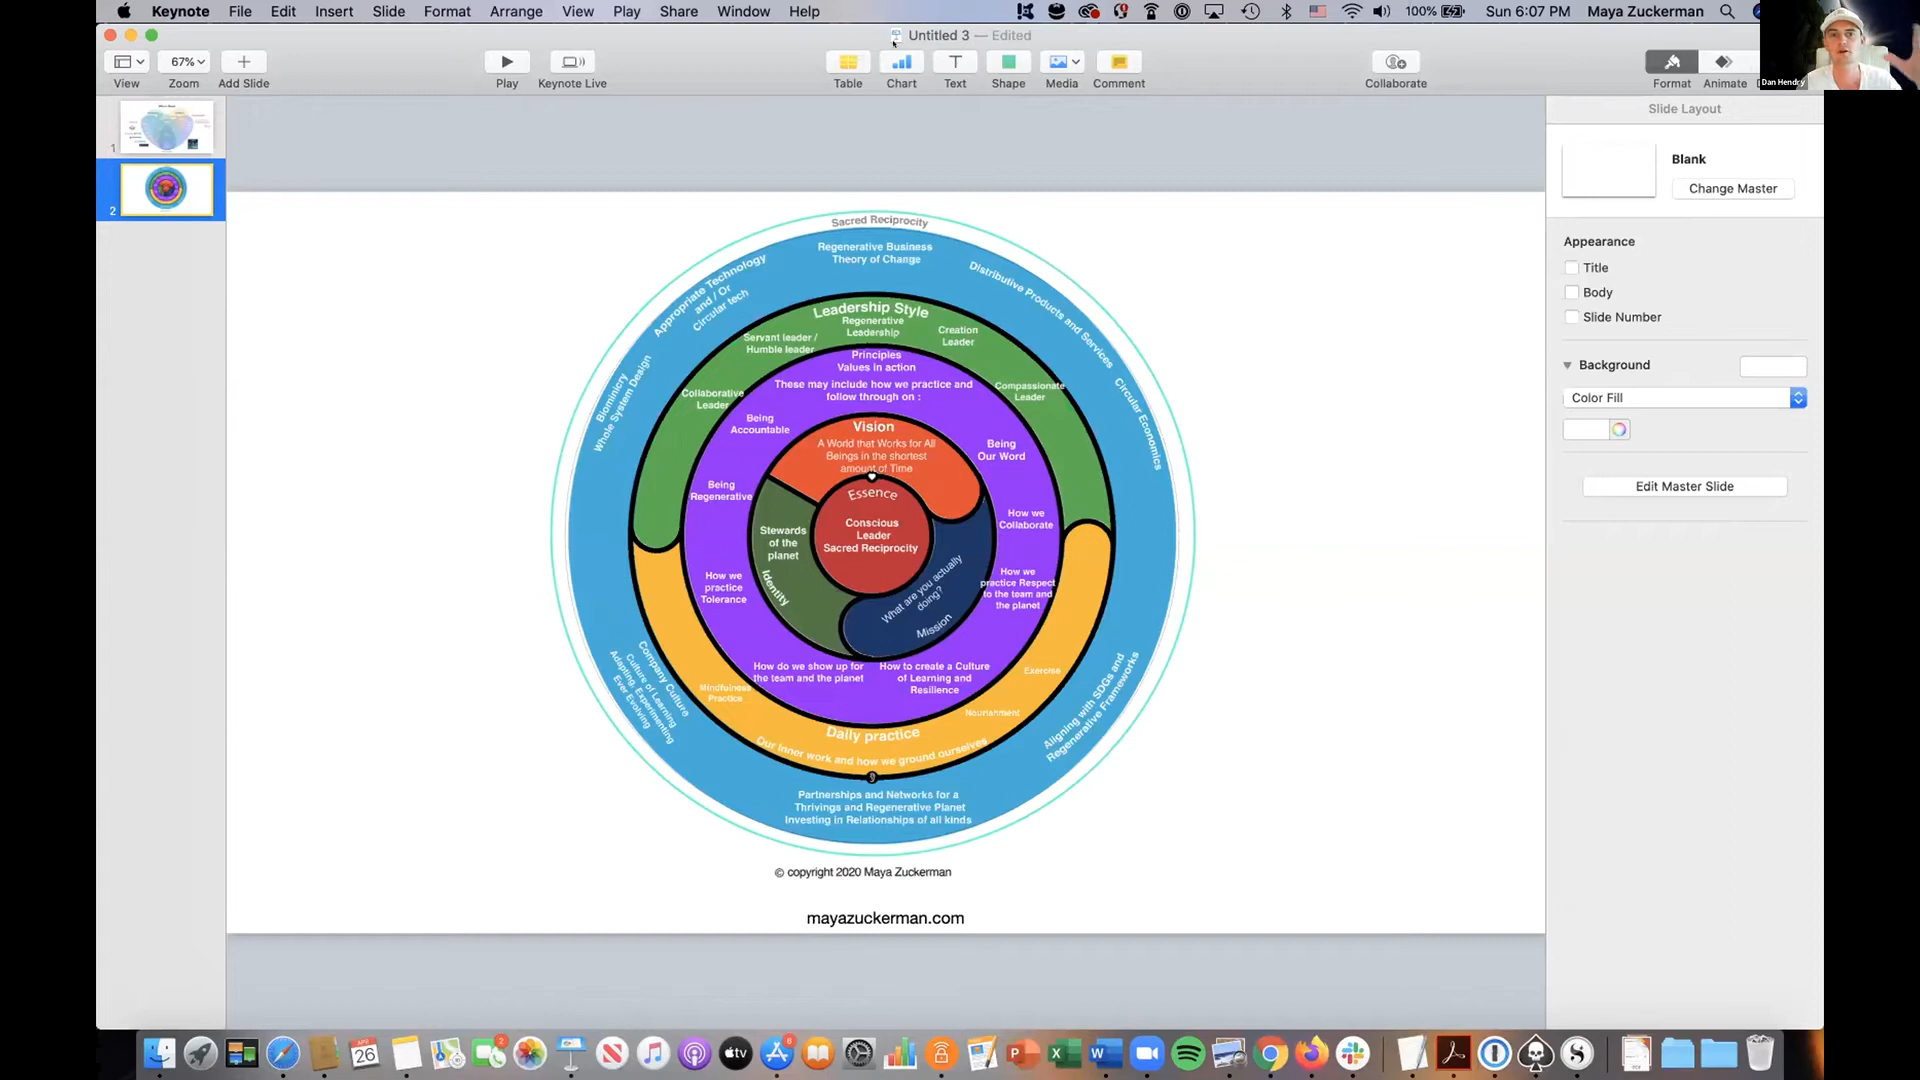 Keynote File Edit Insert Slide Format Arrange View Play Share Window Help
100% Sun 6:07 PM Maya Zuckerman
Untitled 3 — Edited
67%
View Zoom Add Slide Play Keynote Live Table Chart Text Shape Media Comment Collaborate Format Animate
Dan Hendry
1
2
Sacred Reciprocity
Regenerative Business
Theory of Change
Appropriate Technology
and / Or
Circular tech
Distributive Products and Services
Biomimicry
Whole System Design
Circular Economics
Leadership Style
Regenerative
Leadership
Servant leader /
Humble leader
Creation
Leader
Collaborative
Leader
Compassionate
Leader
Principles
Values in action
These may include how we practice and
follow through on :
Being
Accountable
Being
Our Word
Being
Regenerative
How we
Collaborate
How we
practice
Tolerance
How we
practice Respect
to the team and
the planet
How do we show up for
the team and the planet
How to create a Culture
of Learning and
Resilience
Vision
A World that Works for All
Beings in the shortest
amount of Time
Essence
Conscious
Leader
Sacred Reciprocity
Stewards
of the
planet
Identity
What are you actually
doing?
Mission
Mindfulness
Practice
Exercise
Nourishment
Daily practice
Our Inner work and how we ground ourselves
Company Culture
Culture of Learning
Adapting, Experimenting
Ever Evolving
Aligning with SDGs and
Regenerative Frameworks
Partnerships and Networks for a
Thrivings and Regenerative Planet
Investing in Relationships of all kinds
© copyright 2020 Maya Zuckerman
mayazuckerman.com
Slide Layout
Blank
Change Master
Appearance
Title
Body
Slide Number
Background
Color Fill
Edit Master Slide
26
2
tv
6